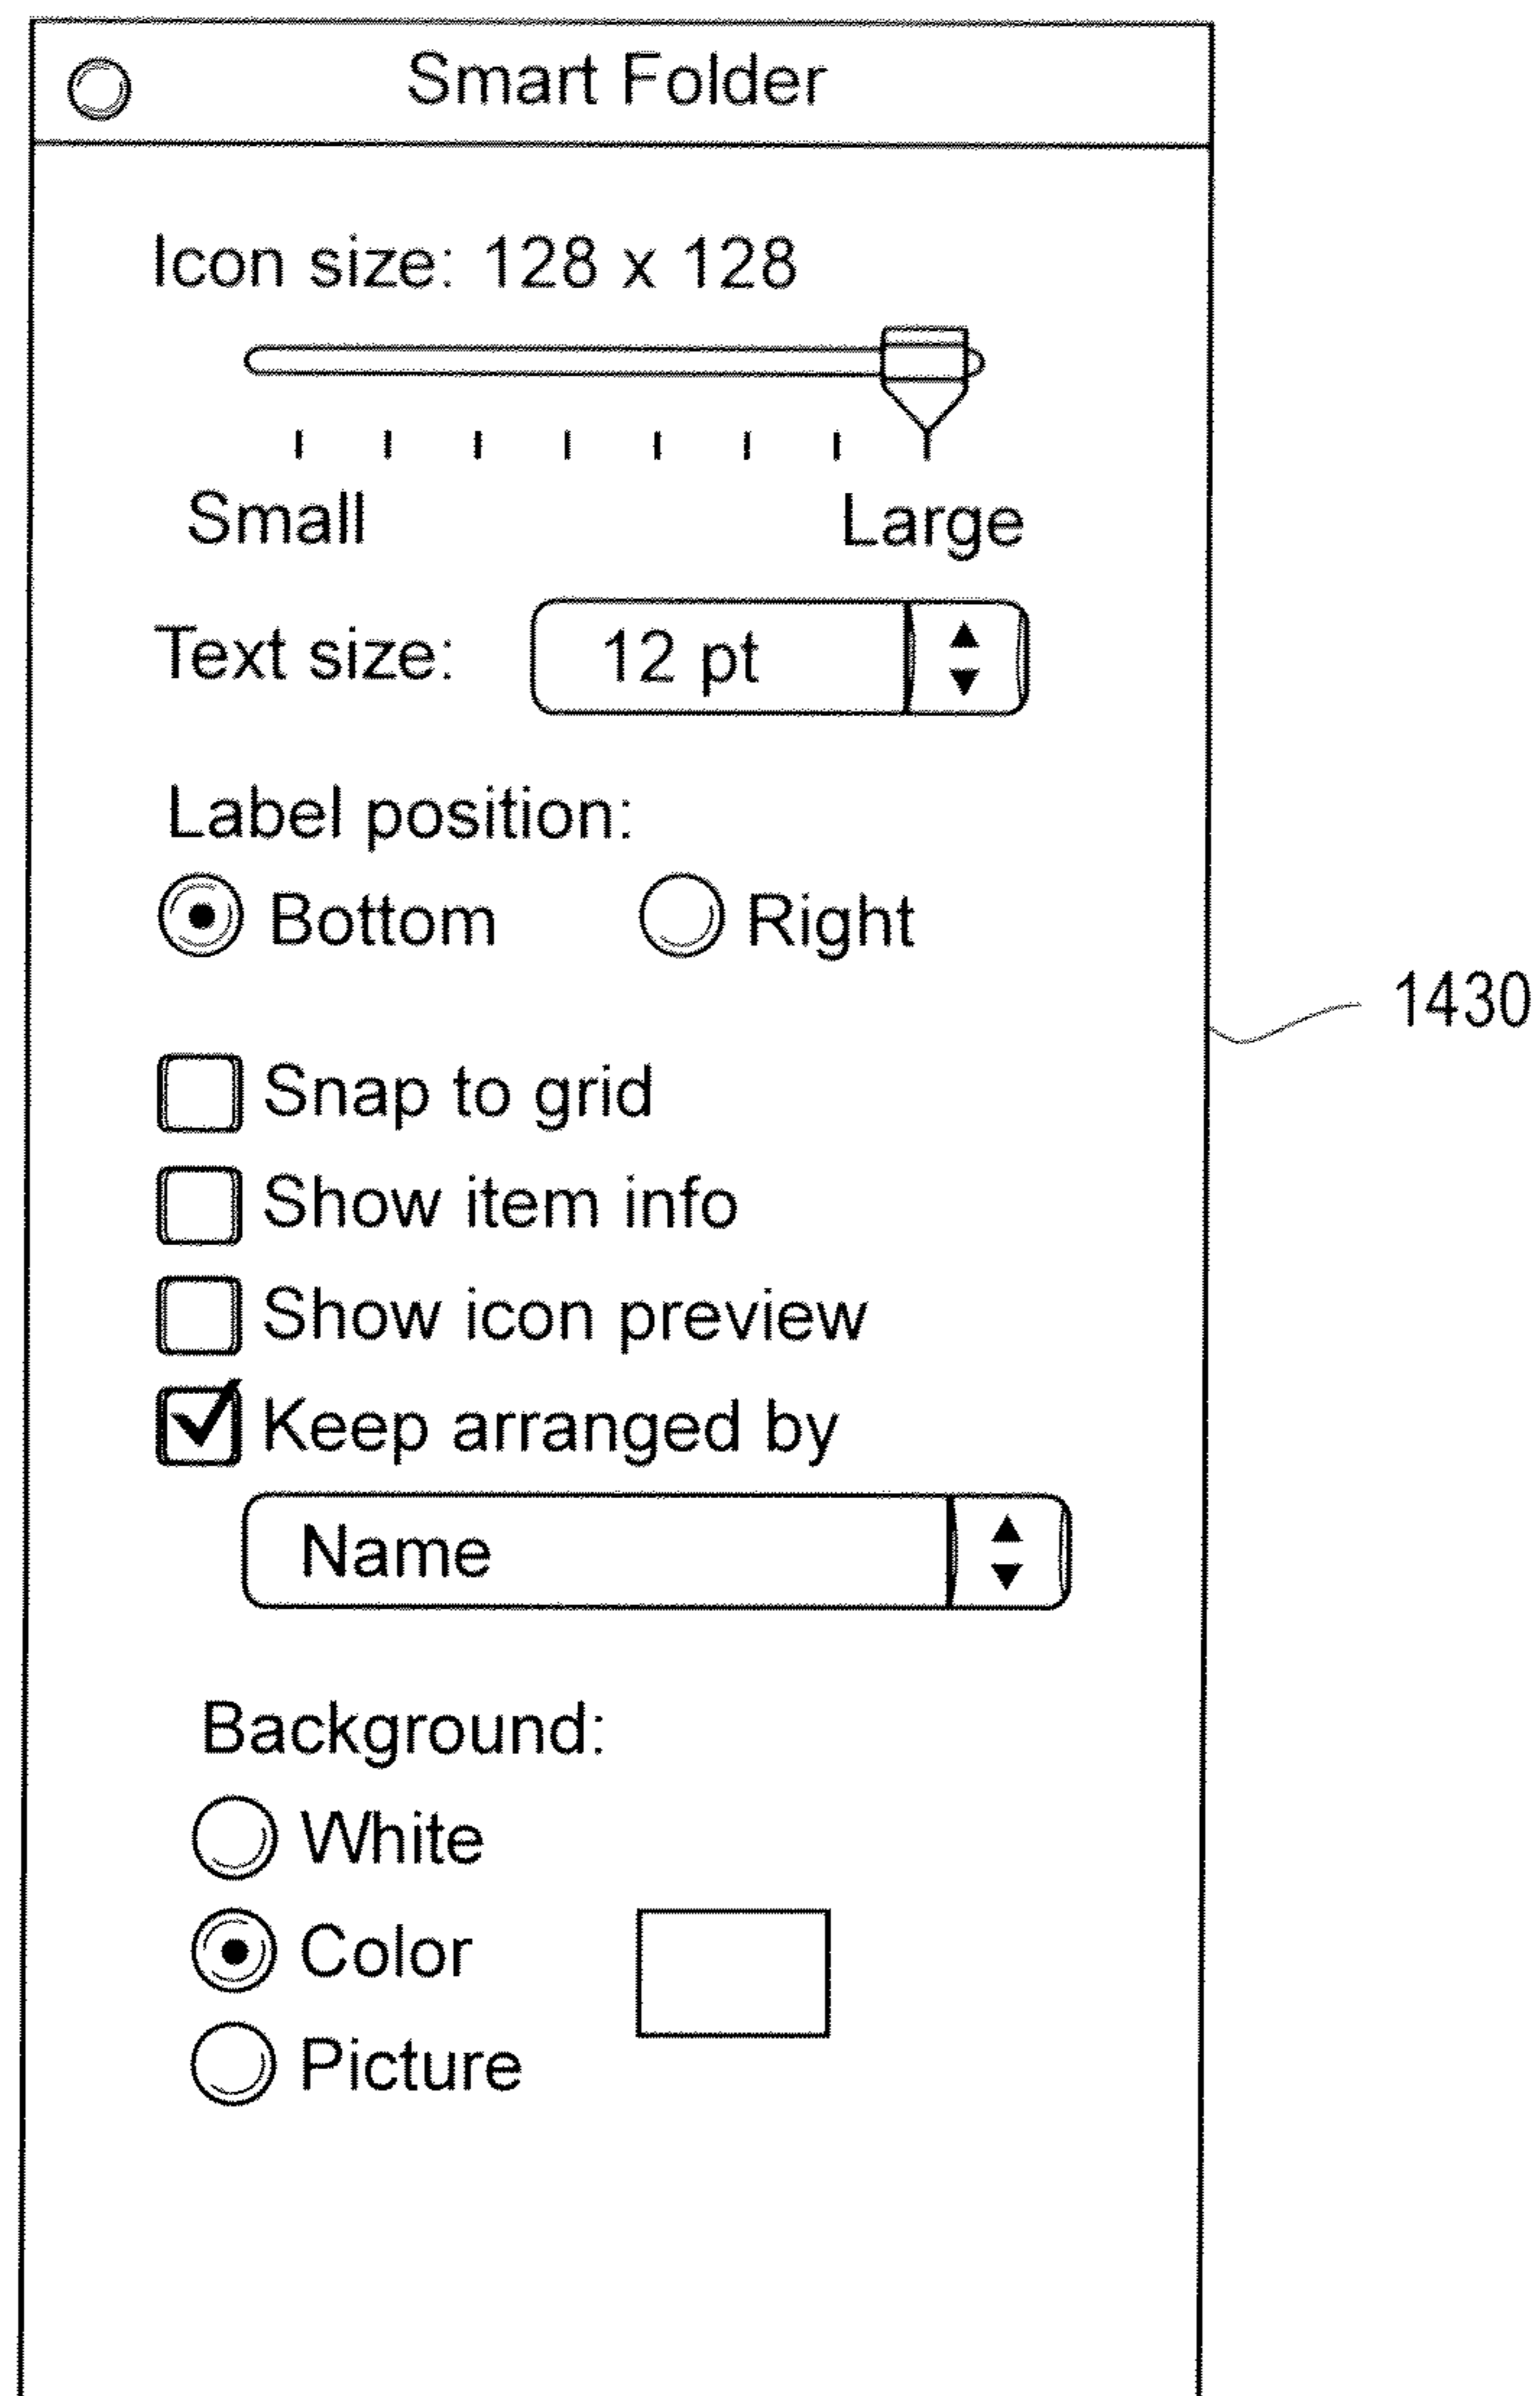 Smart Folder
Icon size: 128 x 128
Small Large
Text size: 12 pt
Label position:
Bottom Right
1430
Snap to grid
Show item info
Show icon preview
Keep arranged by
Name
Background:
White
Color
Picture